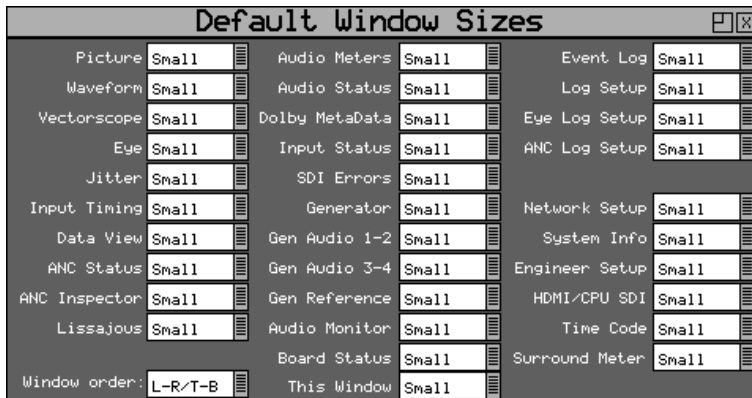 Default Window Sizes
Picture Small Audio Meters Small Event Log Small
Waveform Small Audio Status Small Log Setup Small
Vectorscope Small Dolby MetaData Small Eye Log Setup Small
Eye Small Input Status Small ANC Log Setup Small
Jitter Small SDI Errors Small
Input Timing Small Generator Small Network Setup Small
Data View Small Gen Audio 1-2 Small System Info Small
ANC Status Small Gen Audio 3-4 Small Engineer Setup Small
ANC Inspector Small Gen Reference Small HDMI/CPU SDI Small
Lissajous Small Audio Monitor Small Time Code Small
Board Status Small Surround Meter Small
Window order: L-R/T-B This Window Small